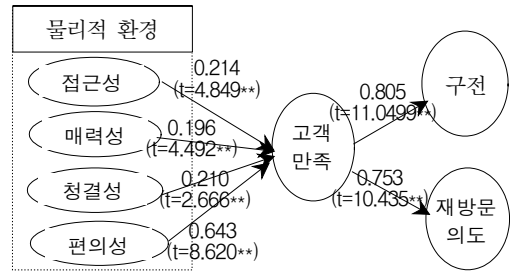 물리적 환경
접근성
매력성
청결성
편의성
0.214
(t=4.849**)
0.196
(t=4.492**)
0.210
(t=2.666**)
0.643
(t=8.620**)
고객
만족
0.805
(t=11.0499**)
0.753
(t=10.435**)
구전
재방문
의도